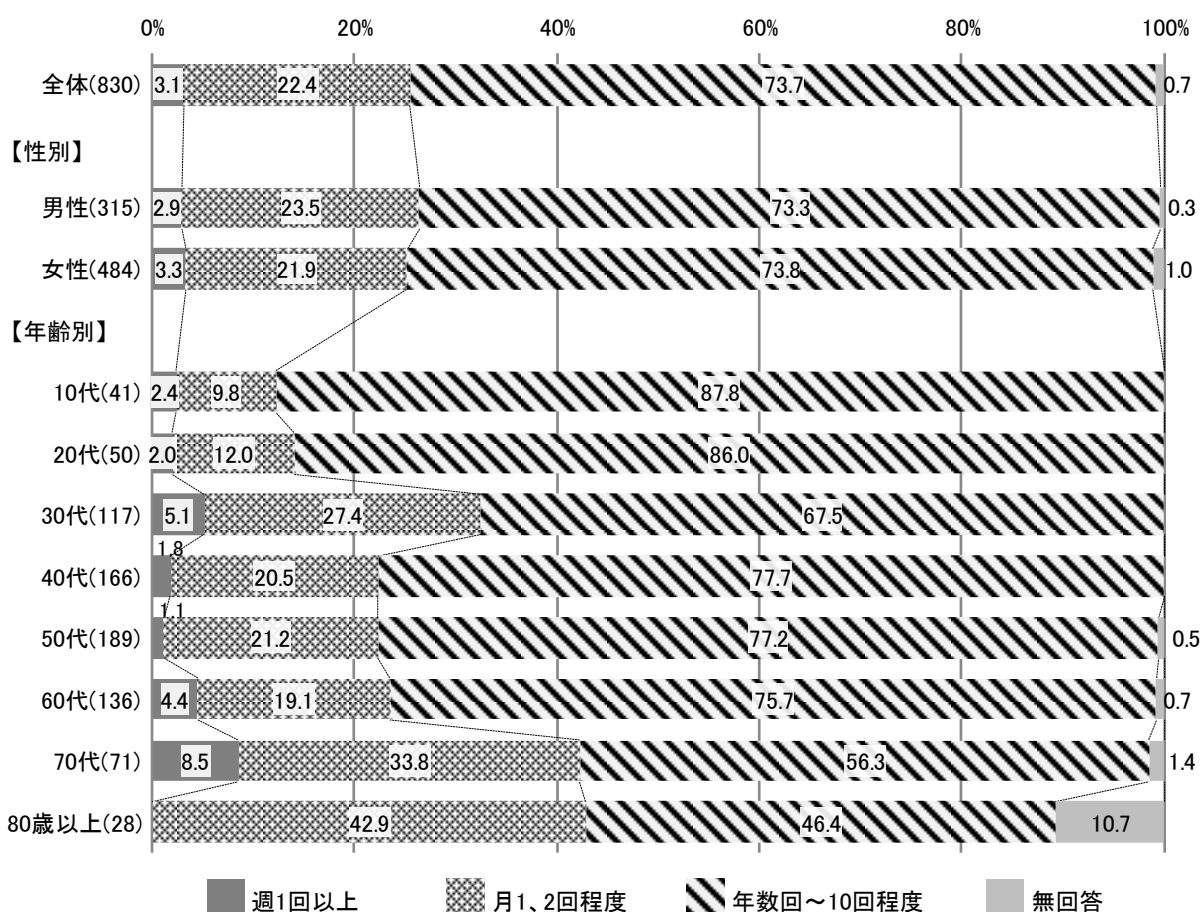 0% 20% 40% 60% 80% 100%
全体(830) 3.1 22.4 73.7 0.7
【性別】
男性(315) 2.9 23.5 73.3 0.3
女性(484) 3.3 21.9 73.8 1.0
【年齢別】
10代(41) 2.4 9.8 87.8
20代(50) 2.0 12.0 86.0
30代(117) 5.1 27.4 67.5
1.8
40代(166) 20.5 77.7
1.1
50代(189) 21.2 77.2 0.5
60代(136) 4.4 19.1 75.7 0.7
70代(71) 8.5 33.8 56.3 1.4
80歳以上(28) 42.9 46.4 10.7
週1回以上 月1、2回程度 年数回～10回程度 無回答